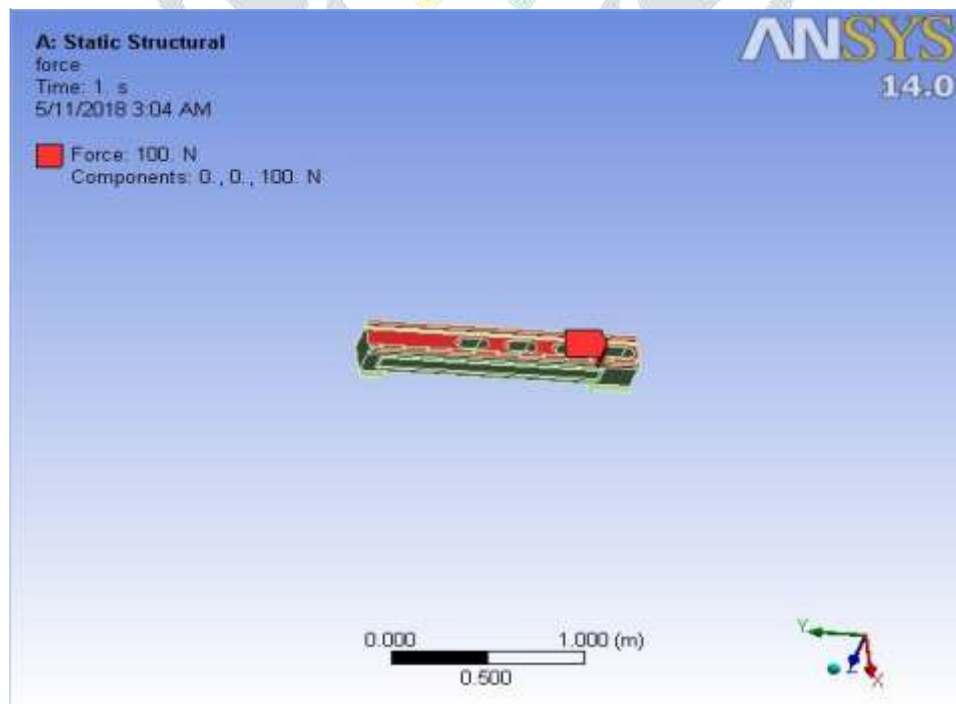 A: Static Structural
force
Time: 1. s
5/11/2018 3:04 AM
Force: 100. N
Components: 0., 0., 100. N
ANSYS
14.0
0.000
1.000 (m)
0.500
Y
Z
X